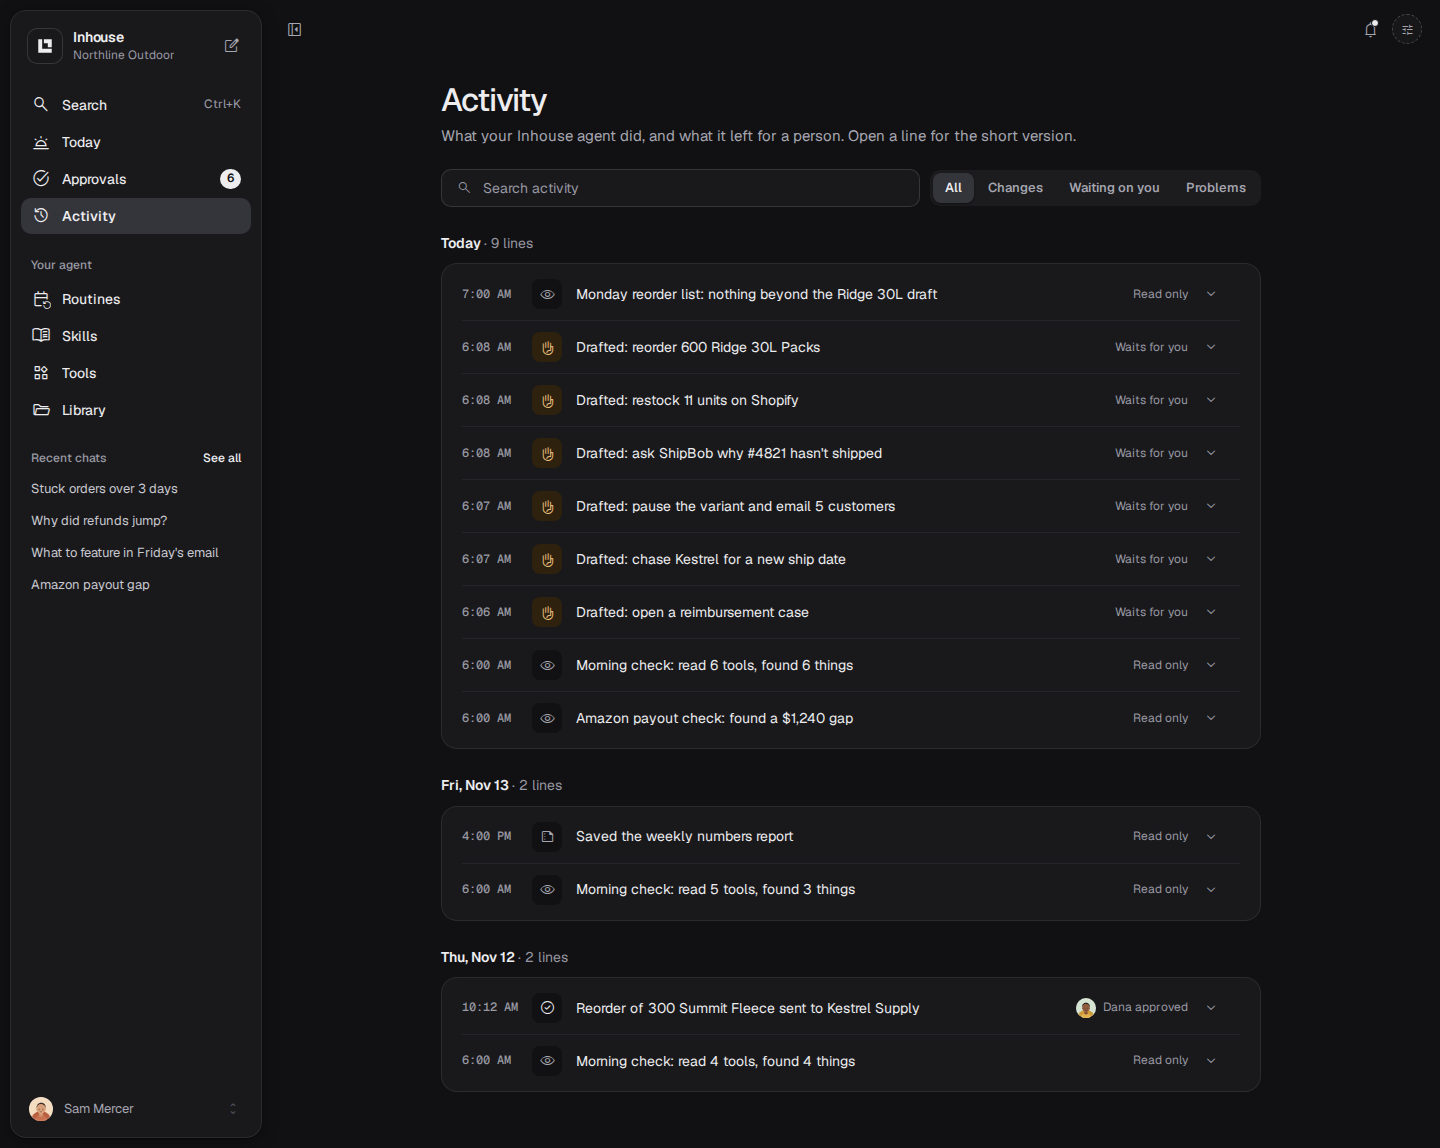 Inhouse
Northline Outdoor
Search Ctrl+K
Today
Approvals 6
Activity
Your agent
Routines
Skills
Tools
Library
Recent chats See all
Stuck orders over 3 days
Why did refunds jump?
What to feature in Friday's email
Amazon payout gap
Sam Mercer
Activity
What your Inhouse agent did, and what it left for a person. Open a line for the short version.
Search activity
All Changes Waiting on you Problems
Today · 9 lines
7:00 AM Monday reorder list: nothing beyond the Ridge 30L draft Read only
6:08 AM Drafted: reorder 600 Ridge 30L Packs Waits for you
6:08 AM Drafted: restock 11 units on Shopify Waits for you
6:08 AM Drafted: ask ShipBob why #4821 hasn't shipped Waits for you
6:07 AM Drafted: pause the variant and email 5 customers Waits for you
6:07 AM Drafted: chase Kestrel for a new ship date Waits for you
6:06 AM Drafted: open a reimbursement case Waits for you
6:00 AM Morning check: read 6 tools, found 6 things Read only
6:00 AM Amazon payout check: found a $1,240 gap Read only
Fri, Nov 13 · 2 lines
4:00 PM Saved the weekly numbers report Read only
6:00 AM Morning check: read 5 tools, found 3 things Read only
Thu, Nov 12 · 2 lines
10:12 AM Reorder of 300 Summit Fleece sent to Kestrel Supply Dana approved
6:00 AM Morning check: read 4 tools, found 4 things Read only